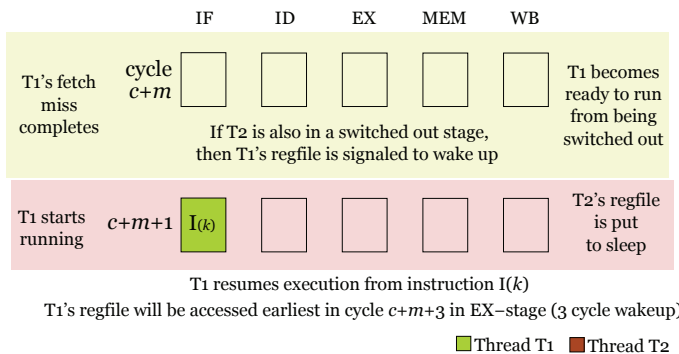 IF ID EX MEM WB
T1's fetch
miss
completes
cycle
c+m
T1 becomes
ready to run
from being
switched out
If T2 is also in a switched out stage,
then T1's regfile is signaled to wake up
T1 starts
running
c+m+1
I(k)
T2's regfile
is put
to sleep
T1 resumes execution from instruction I(k)
T1's regfile will be accessed earliest in cycle c+m+3 in EX−stage (3 cycle wakeup)
Thread T1 Thread T2